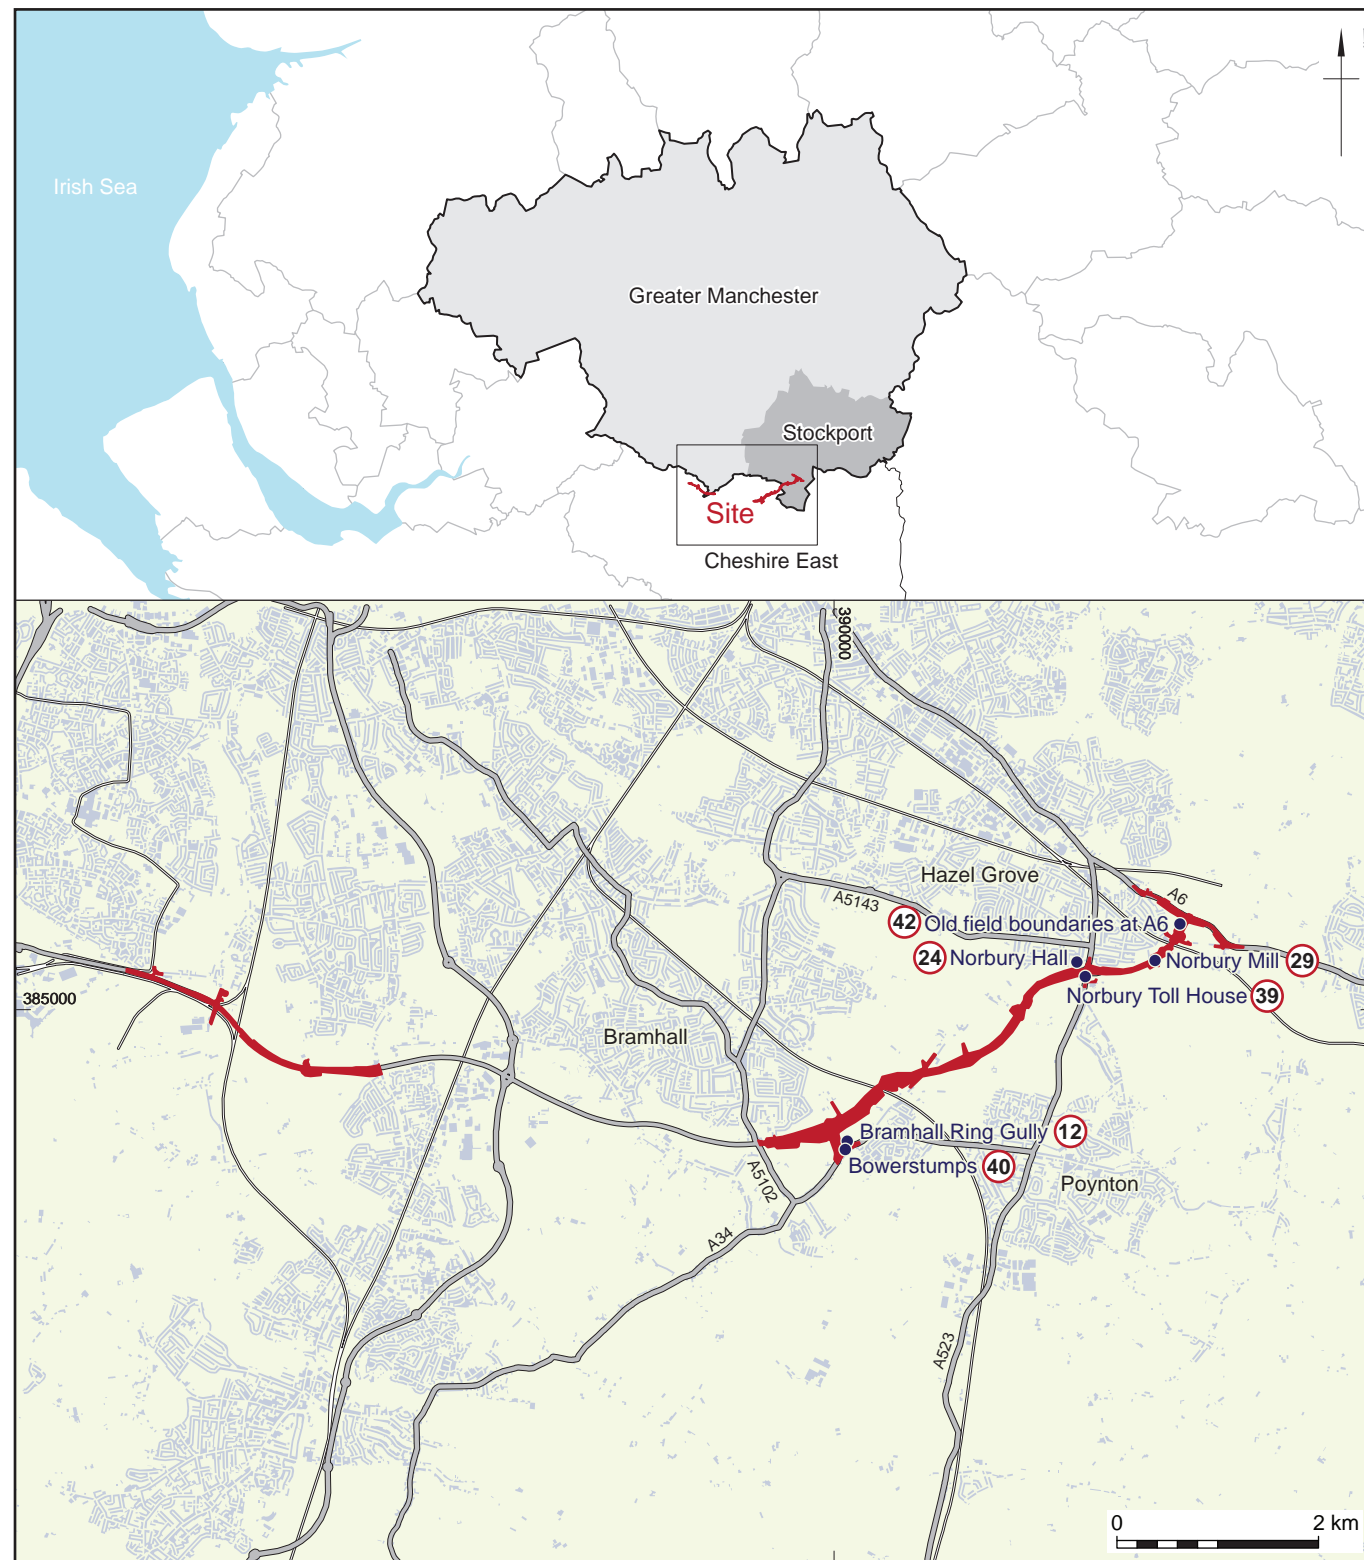 Irish Sea
Greater Manchester
Stockport
Site
Cheshire East
390000
Hazel Grove
A6
A5143
42 Old field boundaries at A6
24 Norbury Hall
Norbury Mill 29
385000
Norbury Toll House 39
Bramhall
Bramhall Ring Gully 12
Bowerstumps 40
A5102
Poynton
A34
A523
0 2 km